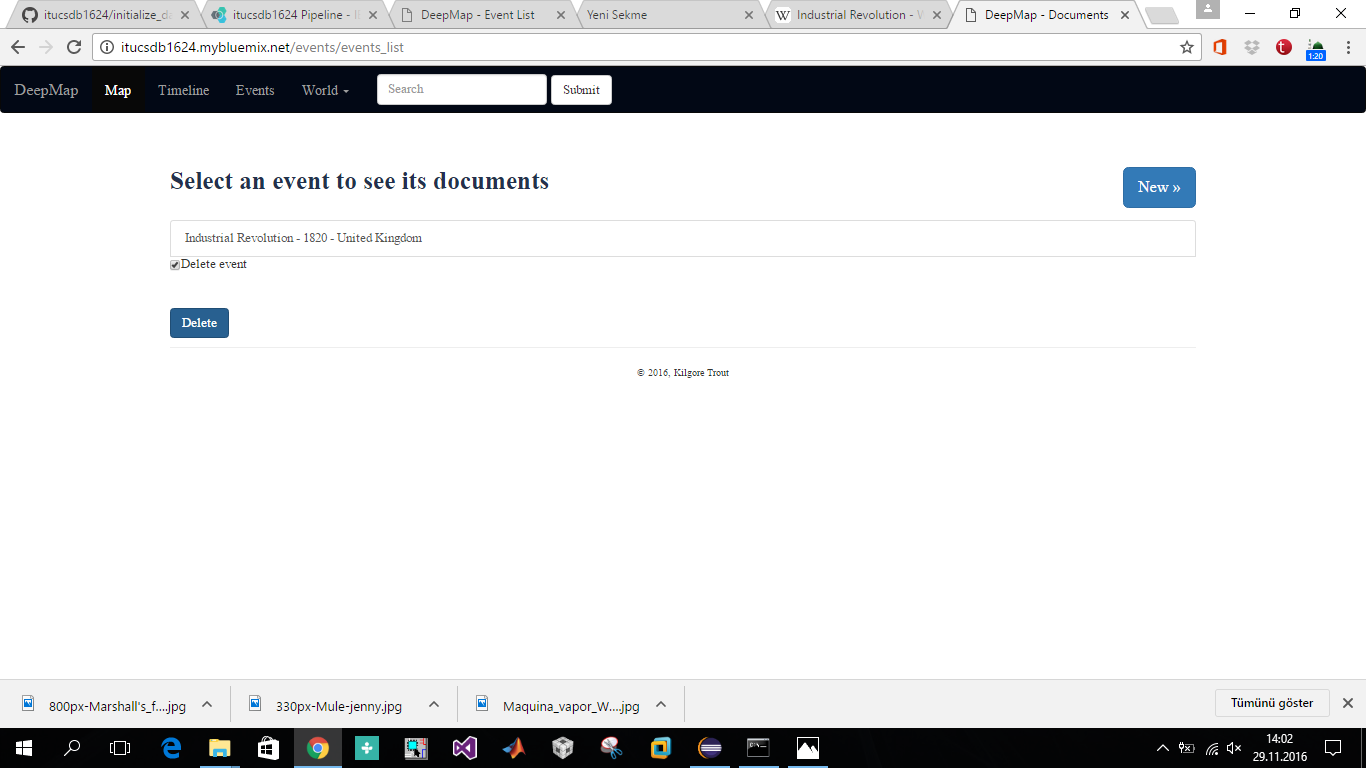 itucsdb1624/initialize_da
itucsdb1624 Pipeline - I
DeepMap - Event List
Yeni Sekme
Industrial Revolution - W
DeepMap - Documents
itucsdb1624.mybluemix.net/events/events_list
1:20
DeepMap
Map
Timeline
Events
World
Search
Submit
Select an event to see its documents
New »
Industrial Revolution - 1820 - United Kingdom
Delete event
Delete
© 2016, Kilgore Trout
800px-Marshall's_f....jpg
330px-Mule-jenny.jpg
Maquina_vapor_W....jpg
Tümünü göster
14:02
29.11.2016